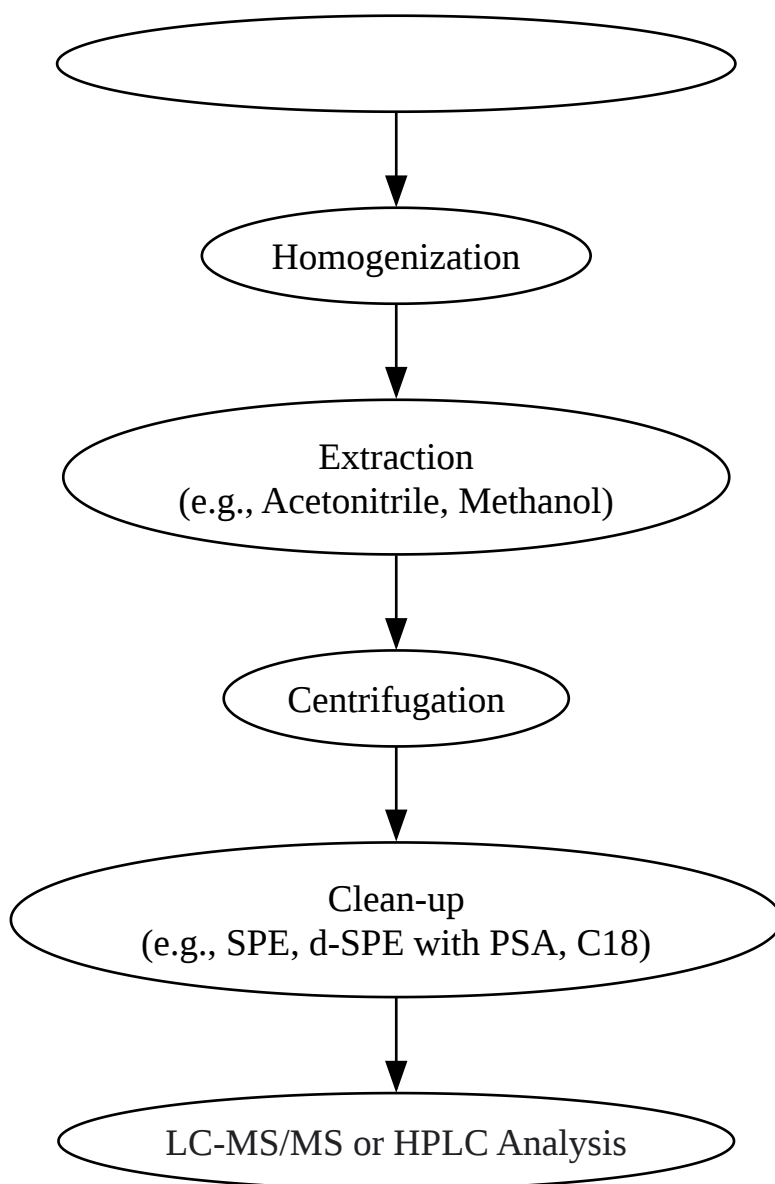 Homogenization
Extraction
(e.g., Acetonitrile, Methanol)
Centrifugation
Clean-up
(e.g., SPE, d-SPE with PSA, C18)
LC-MS/MS or HPLC Analysis